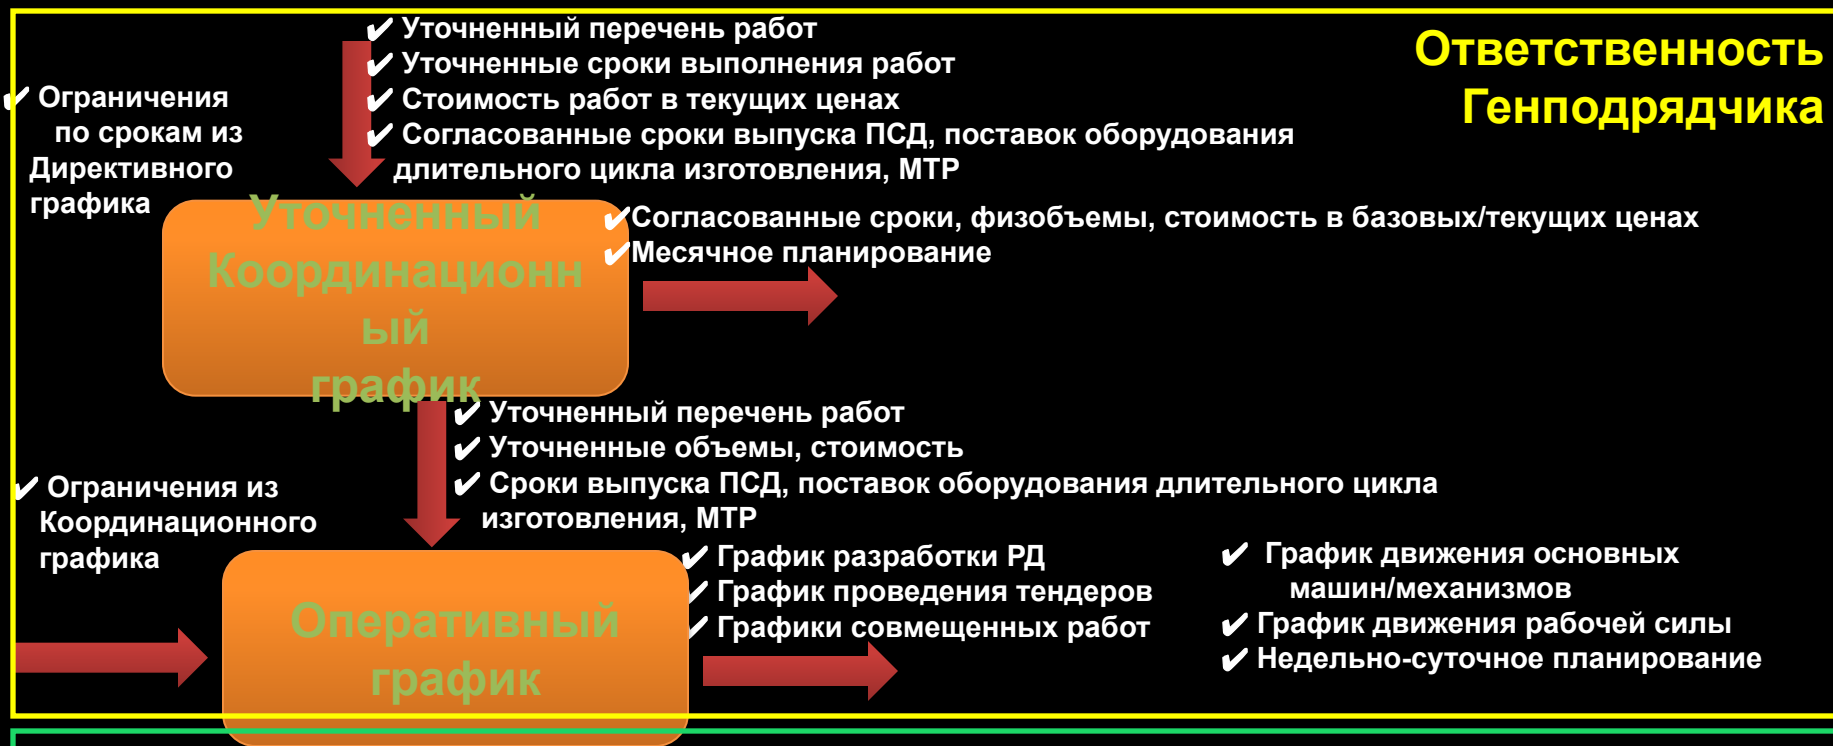 ✔ Уточненный перечень работ
✔ Уточненные сроки выполнения работ
✔ Стоимость работ в текущих ценах
✔ Согласованные сроки выпуска ПСД, поставок оборудования
длительного цикла изготовления, МТР
Ответственность
Генподрядчика
✔ Ограничения
по срокам из
Директивного
графика
Уточненный
Координационн
ый
график
✔Согласованные сроки, физобъемы, стоимость в базовых/текущих ценах
✔Месячное планирование
✔ Уточненный перечень работ
✔ Уточненные объемы, стоимость
✔ Сроки выпуска ПСД, поставок оборудования длительного цикла
изготовления, МТР
✔ Ограничения из
Координационного
графика
Оперативный
график
✔ График разработки РД
✔ График проведения тендеров
✔ Графики совмещенных работ
✔ График движения основных
машин/механизмов
✔ График движения рабочей силы
✔ Недельно-суточное планирование